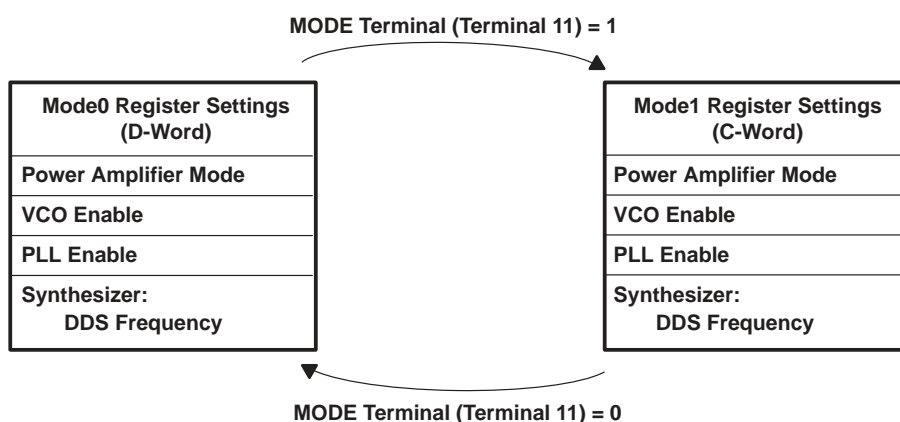 MODE Terminal (Terminal 11) = 1
Mode0 Register Settings
(D-Word)
Power Amplifier Mode
VCO Enable
PLL Enable
Synthesizer:
DDS Frequency
Mode1 Register Settings
(C-Word)
Power Amplifier Mode
VCO Enable
PLL Enable
Synthesizer:
DDS Frequency
MODE Terminal (Terminal 11) = 0